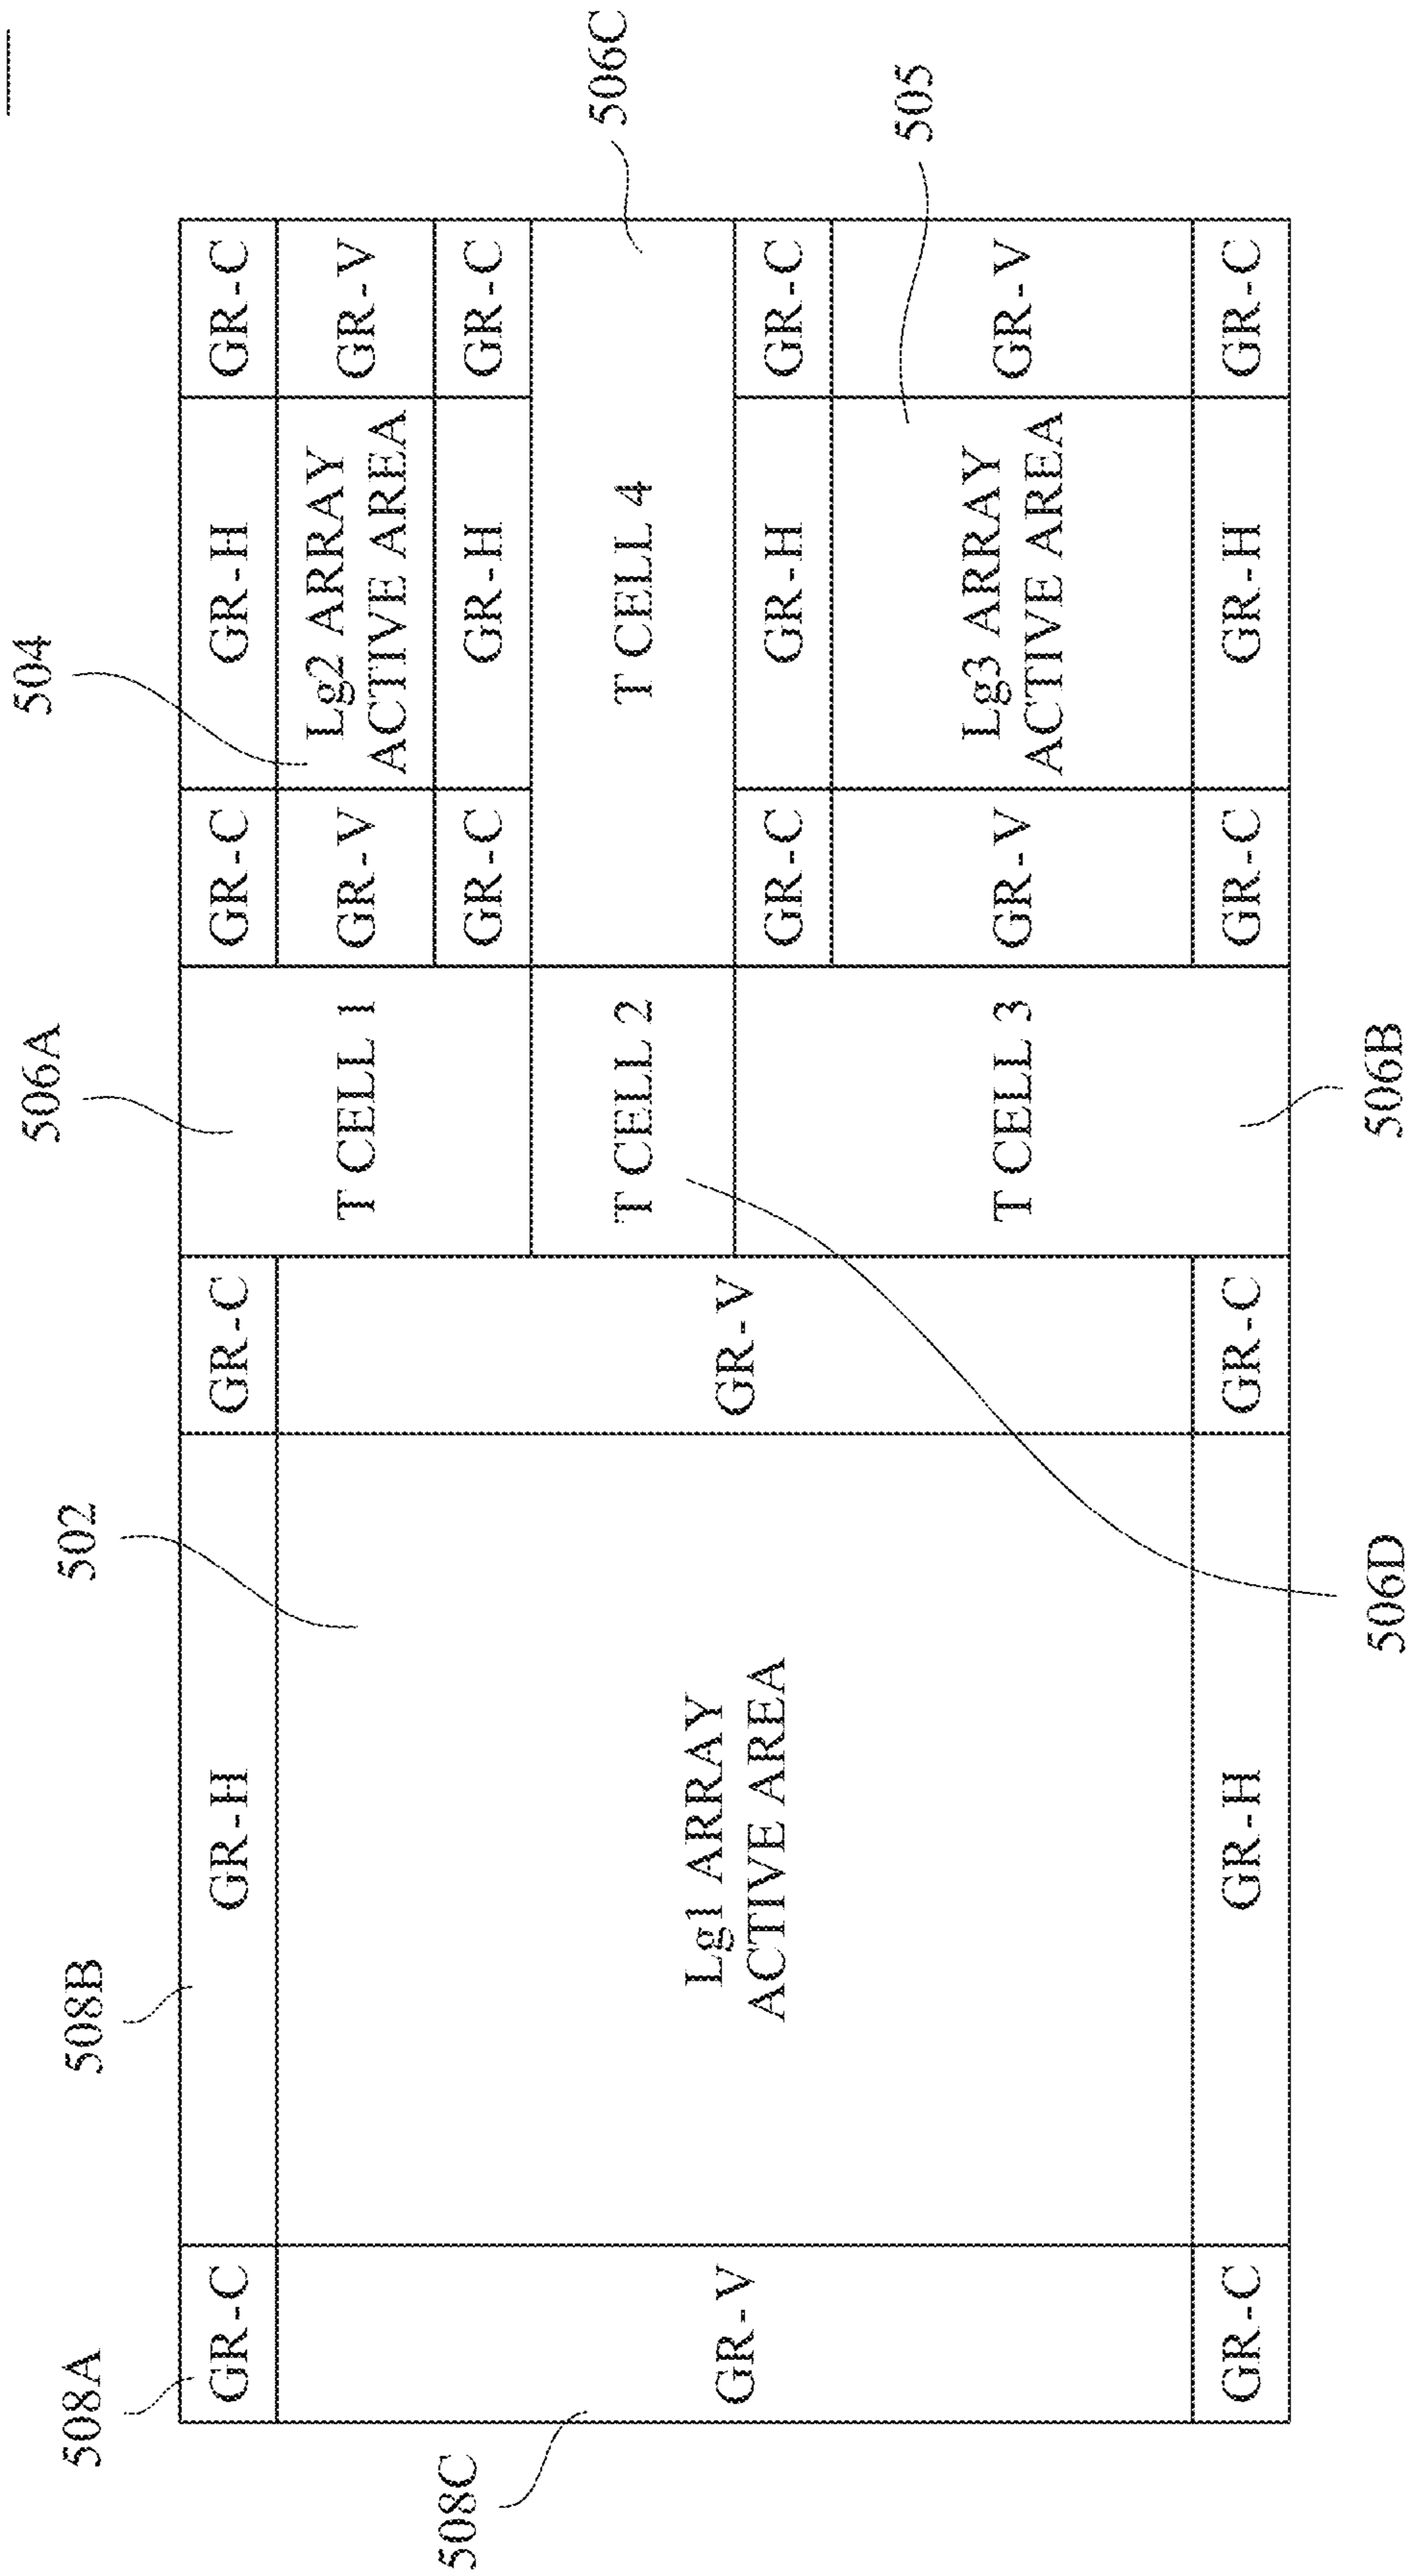 508A
508B
502
506A
504
GR-C
GR-H
GR-C
GR-C
GR-H
GR-C
T CELL 1
GR-V
Lg2 ARRAY
ACTIVE AREA
GR-V
508C
GR-C
GR-H
GR-C
506C
T CELL 2
T CELL 4
GR-V
Lg1 ARRAY
ACTIVE AREA
GR-V
GR-C
GR-H
GR-C
505
T CELL 3
GR-V
Lg3 ARRAY
ACTIVE AREA
GR-V
GR-C
GR-H
GR-C
GR-C
GR-H
GR-C
506D
506B